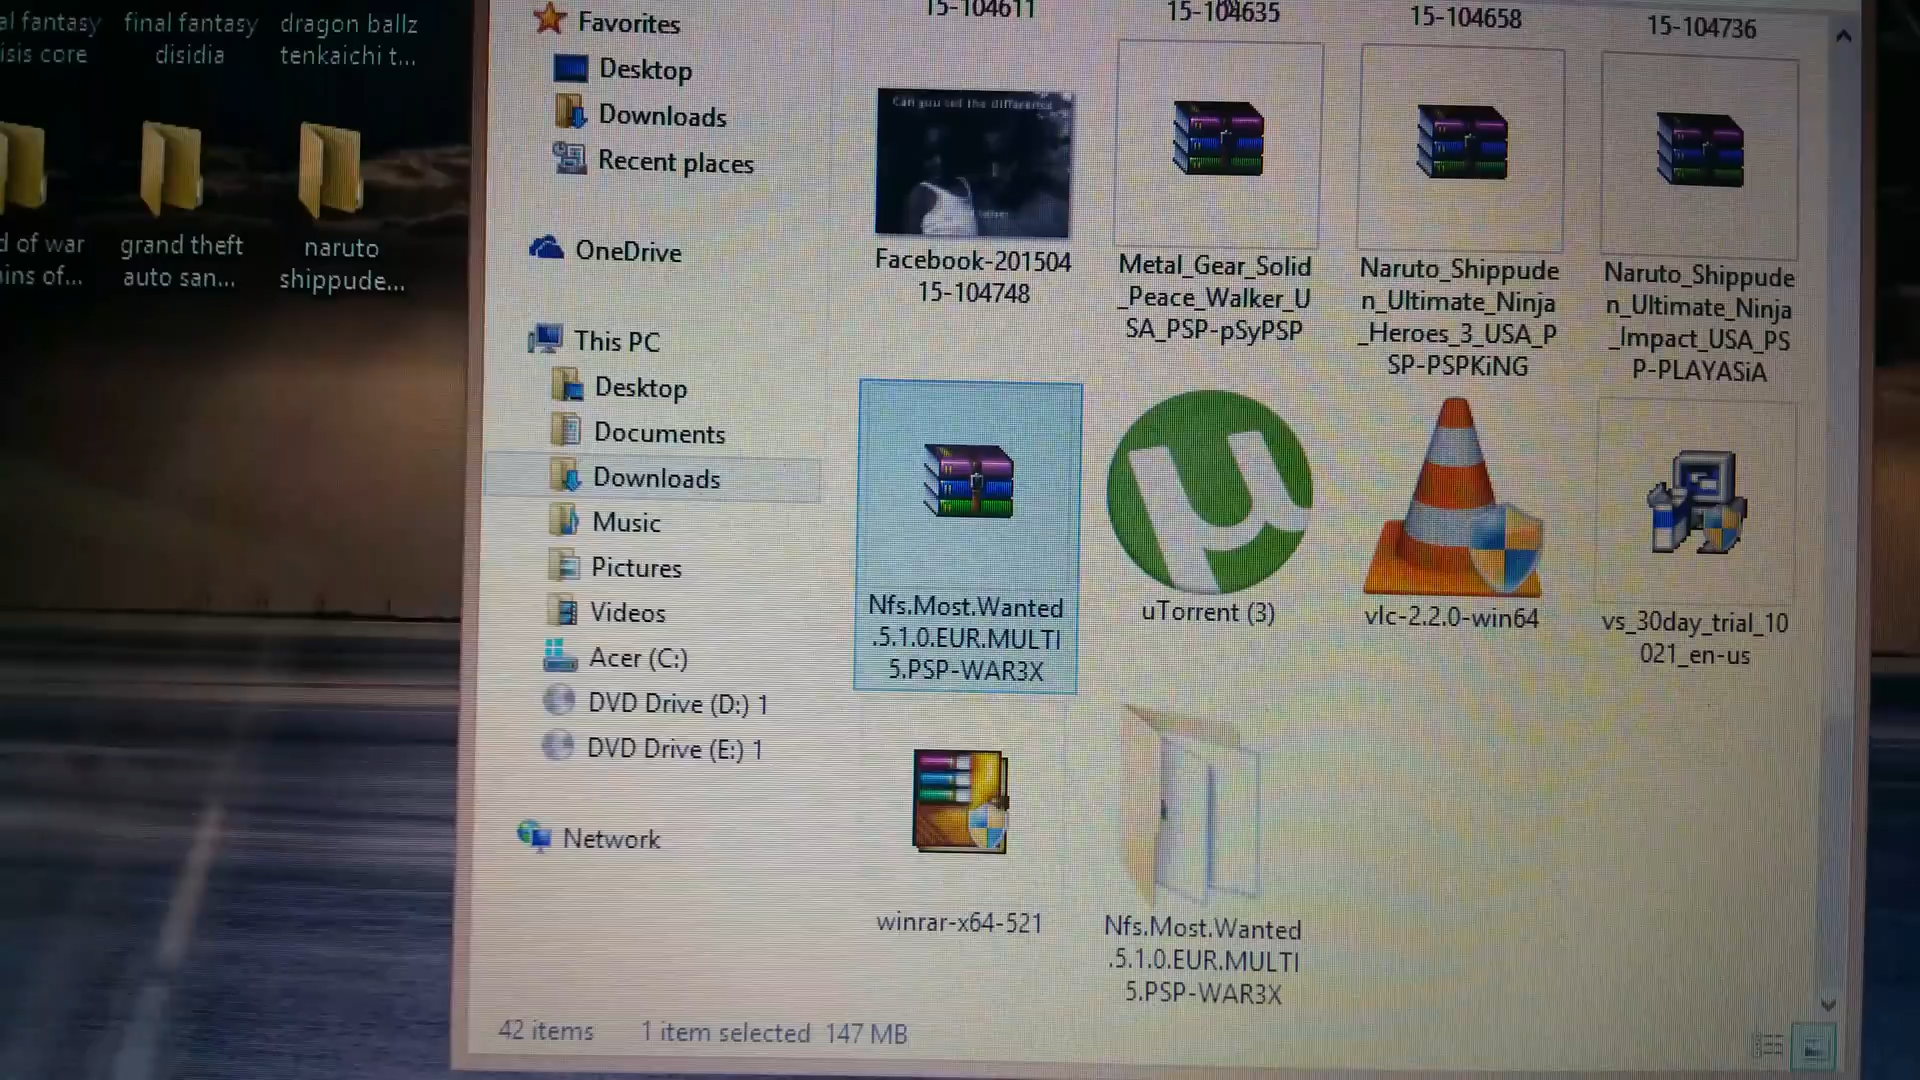 al fantasy
isis core
final fantasy
disidia
dragon ballz
tenkaichi t...
d of war
ins of...
grand theft
auto san...
naruto
shippude...
Favorites
Desktop
Downloads
Recent places
OneDrive
This PC
Desktop
Documents
Downloads
Music
Pictures
Videos
Acer (C:)
DVD Drive (D:) 1
DVD Drive (E:) 1
Network
15-104611
15-104635
15-104658
15-104736
Can you tell the difference
Facebook-201504
15-104748
Metal_Gear_Solid
_Peace_Walker_U
SA_PSP-pSyPSP
Naruto_Shippude
n_Ultimate_Ninja
_Heroes_3_USA_P
SP-PSPKiNG
Naruto_Shippude
n_Ultimate_Ninja
_Impact_USA_PS
P-PLAYASiA
Nfs.Most.Wanted
.5.1.0.EUR.MULTI
5.PSP-WAR3X
uTorrent (3)
vlc-2.2.0-win64
vs_30day_trial_10
021_en-us
winrar-x64-521
Nfs.Most.Wanted
.5.1.0.EUR.MULTI
5.PSP-WAR3X
42 items
1 item selected 147 MB